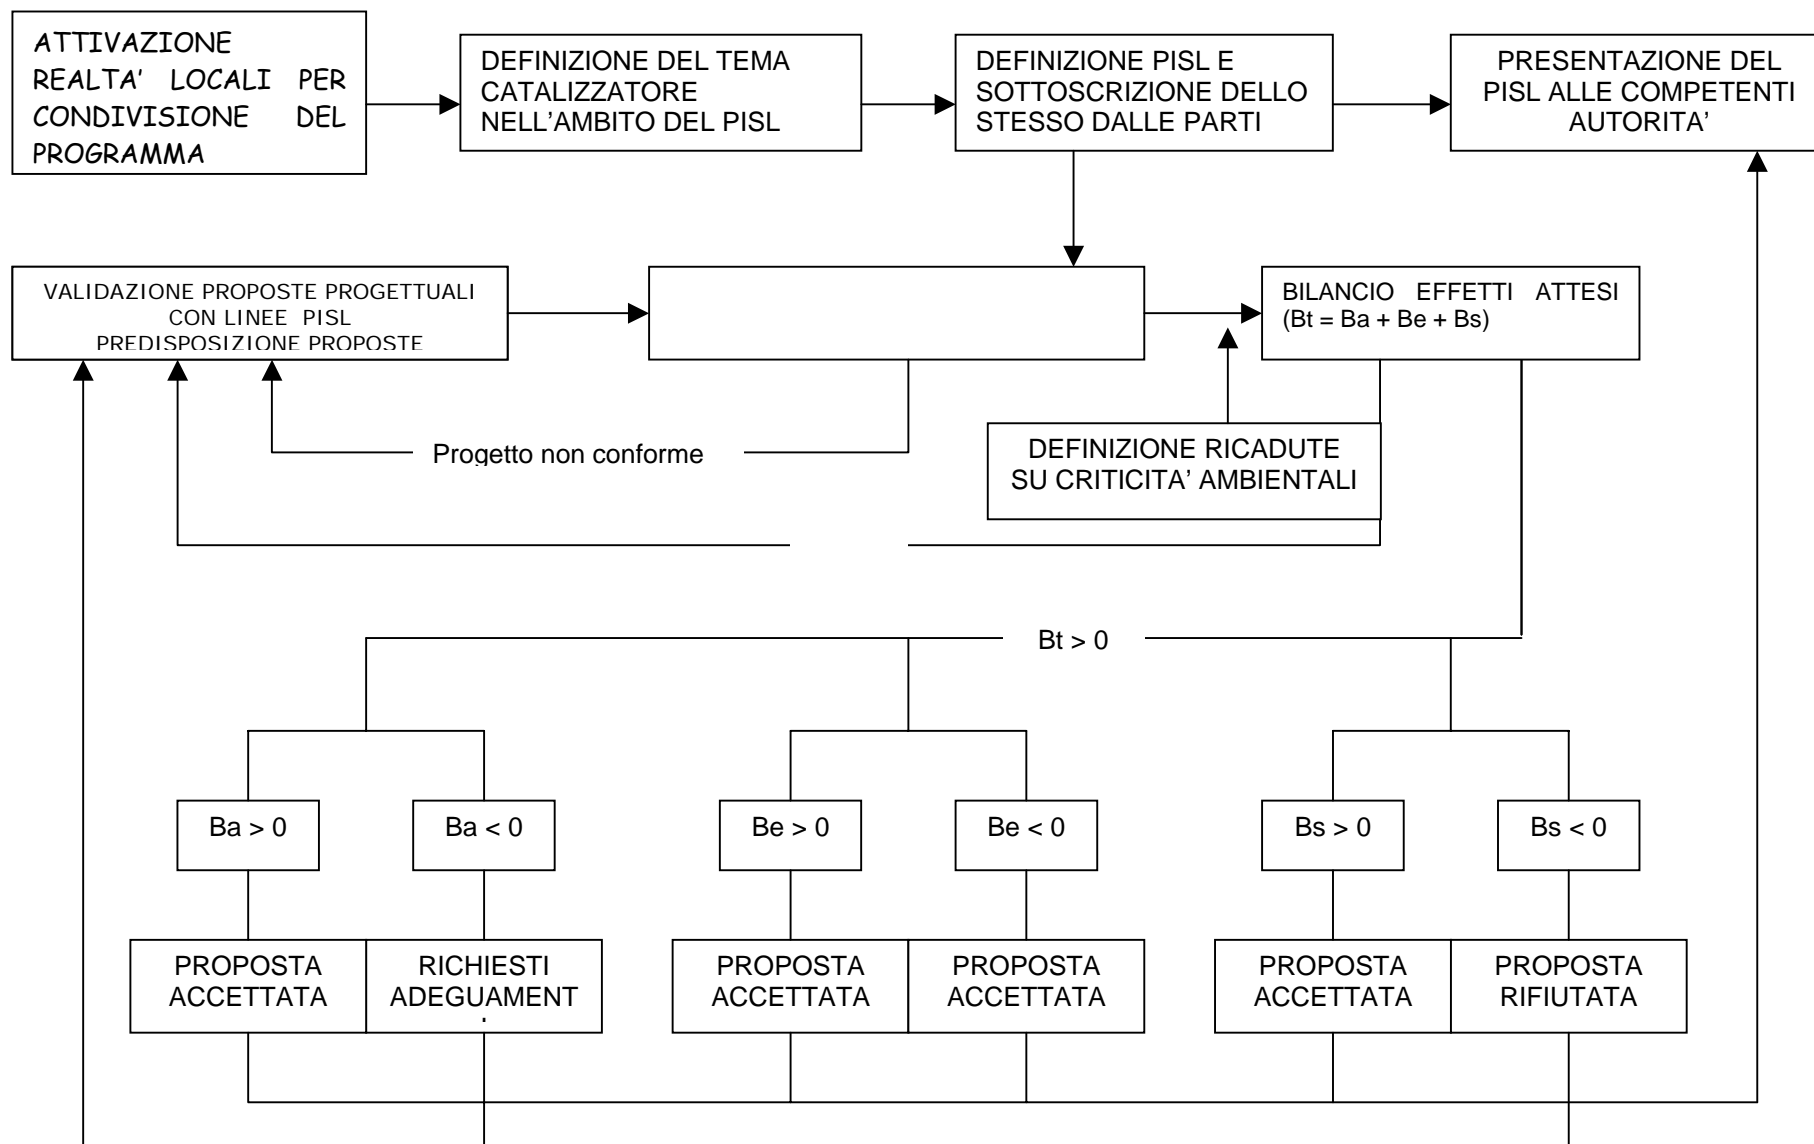 ATTIVAZIONE
REALTA’ LOCALI PER
CONDIVISIONE DEL
PROGRAMMA
DEFINIZIONE DEL TEMA
CATALIZZATORE
NELL’AMBITO DEL PISL
DEFINIZIONE PISL E
SOTTOSCRIZIONE DELLO
STESSO DALLE PARTI
PRESENTAZIONE DEL
PISL ALLE COMPETENTI
AUTORITA’
VALIDAZIONE PROPOSTE PROGETTUALI
CON LINEE PISL
PREDISPOSIZIONE PROPOSTE
BILANCIO EFFETTI ATTESI
(Bt = Ba + Be + Bs)
Progetto non conforme
DEFINIZIONE RICADUTE
SU CRITICITA’ AMBIENTALI
Bt > 0
Ba > 0
Ba < 0
Be > 0
Be < 0
Bs > 0
Bs < 0
PROPOSTA
ACCETTATA
RICHIESTI
ADEGUAMENT
PROPOSTA
ACCETTATA
PROPOSTA
ACCETTATA
PROPOSTA
ACCETTATA
PROPOSTA
RIFIUTATA